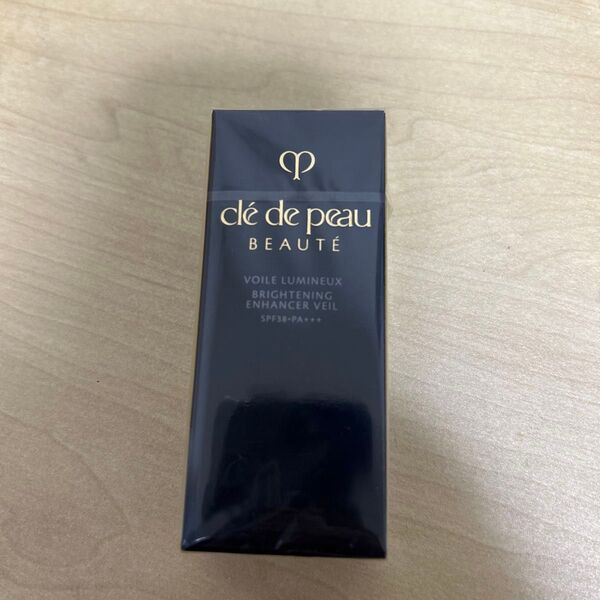 clé de peau
BEAUTÉ
VOILE LUMINEUX
BRIGHTENING
ENHANCER VEIL
SPF38•PA+++